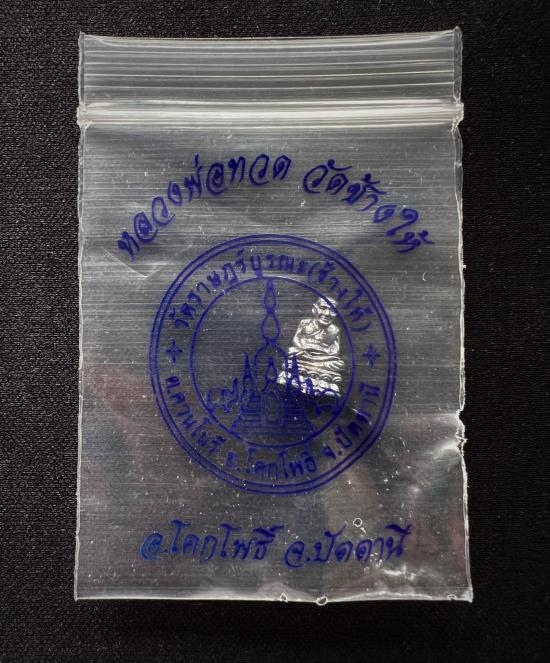 หลวงพ่อทวด วัดช้างให้
วัดราษฎร์บูรณะ(ช้างให้)
ต.ควนโนรี อ.โคกโพธิ์ จ.ปัตตานี
อ.โคกโพธิ์ จ.ปัตตานี